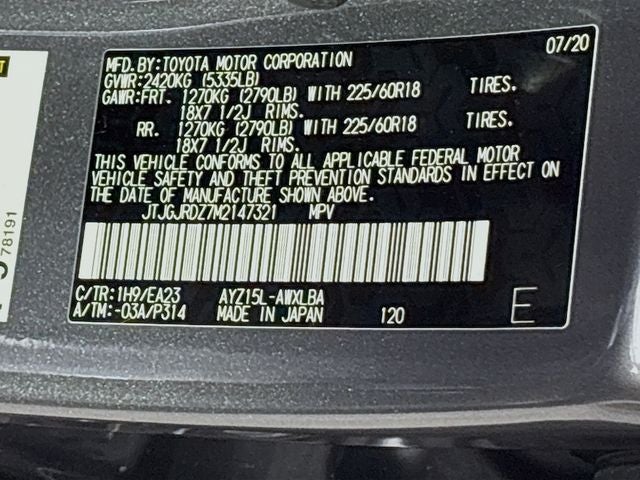 MFD.BY:TOYOTA MOTOR CORPORATION 07/20
GVWR:2420KG (5335LB)
GAWR:FRT. 1270KG (2790LB) WITH 225/60R18 TIRES.
18X7 1/2J RIMS.
RR. 1270KG (2790LB) WITH 225/60R18 TIRES.
18X7 1/2J RIMS.
THIS VEHICLE CONFORMS TO ALL APPLICABLE FEDERAL MOTOR
VEHICLE SAFETY AND THEFT PREVENTION STANDARDS IN EFFECT ON
THE DATE OF MANUFACTURE SHOWN ABOVE.
JTJGJRDZ7M2147321 MPV
C/TR:1H9/EA23 AYZ15L-AWXLBA
A/TM:-03A/P314 MADE IN JAPAN 120 E
78191